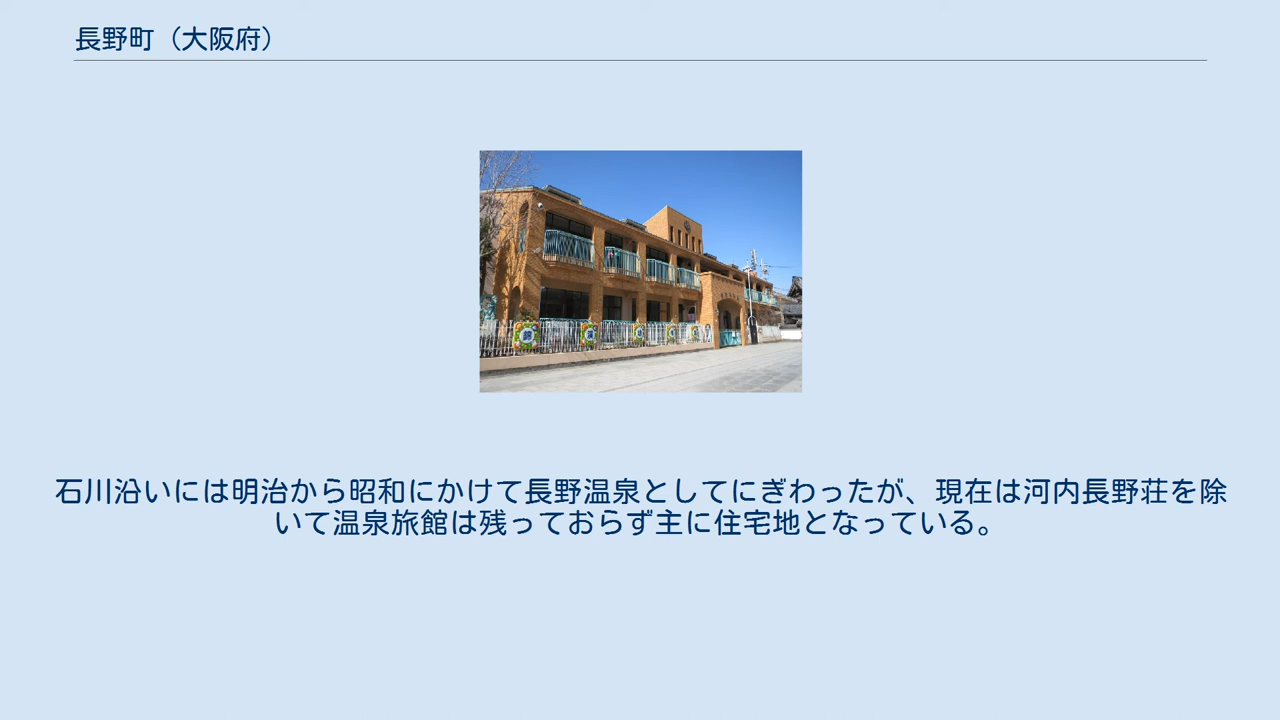 長野町（大阪府）
石川沿いには明治から昭和にかけて長野温泉としてにぎわったが、現在は河内長野荘を除
いて温泉旅館は残っておらず主に住宅地となっている。